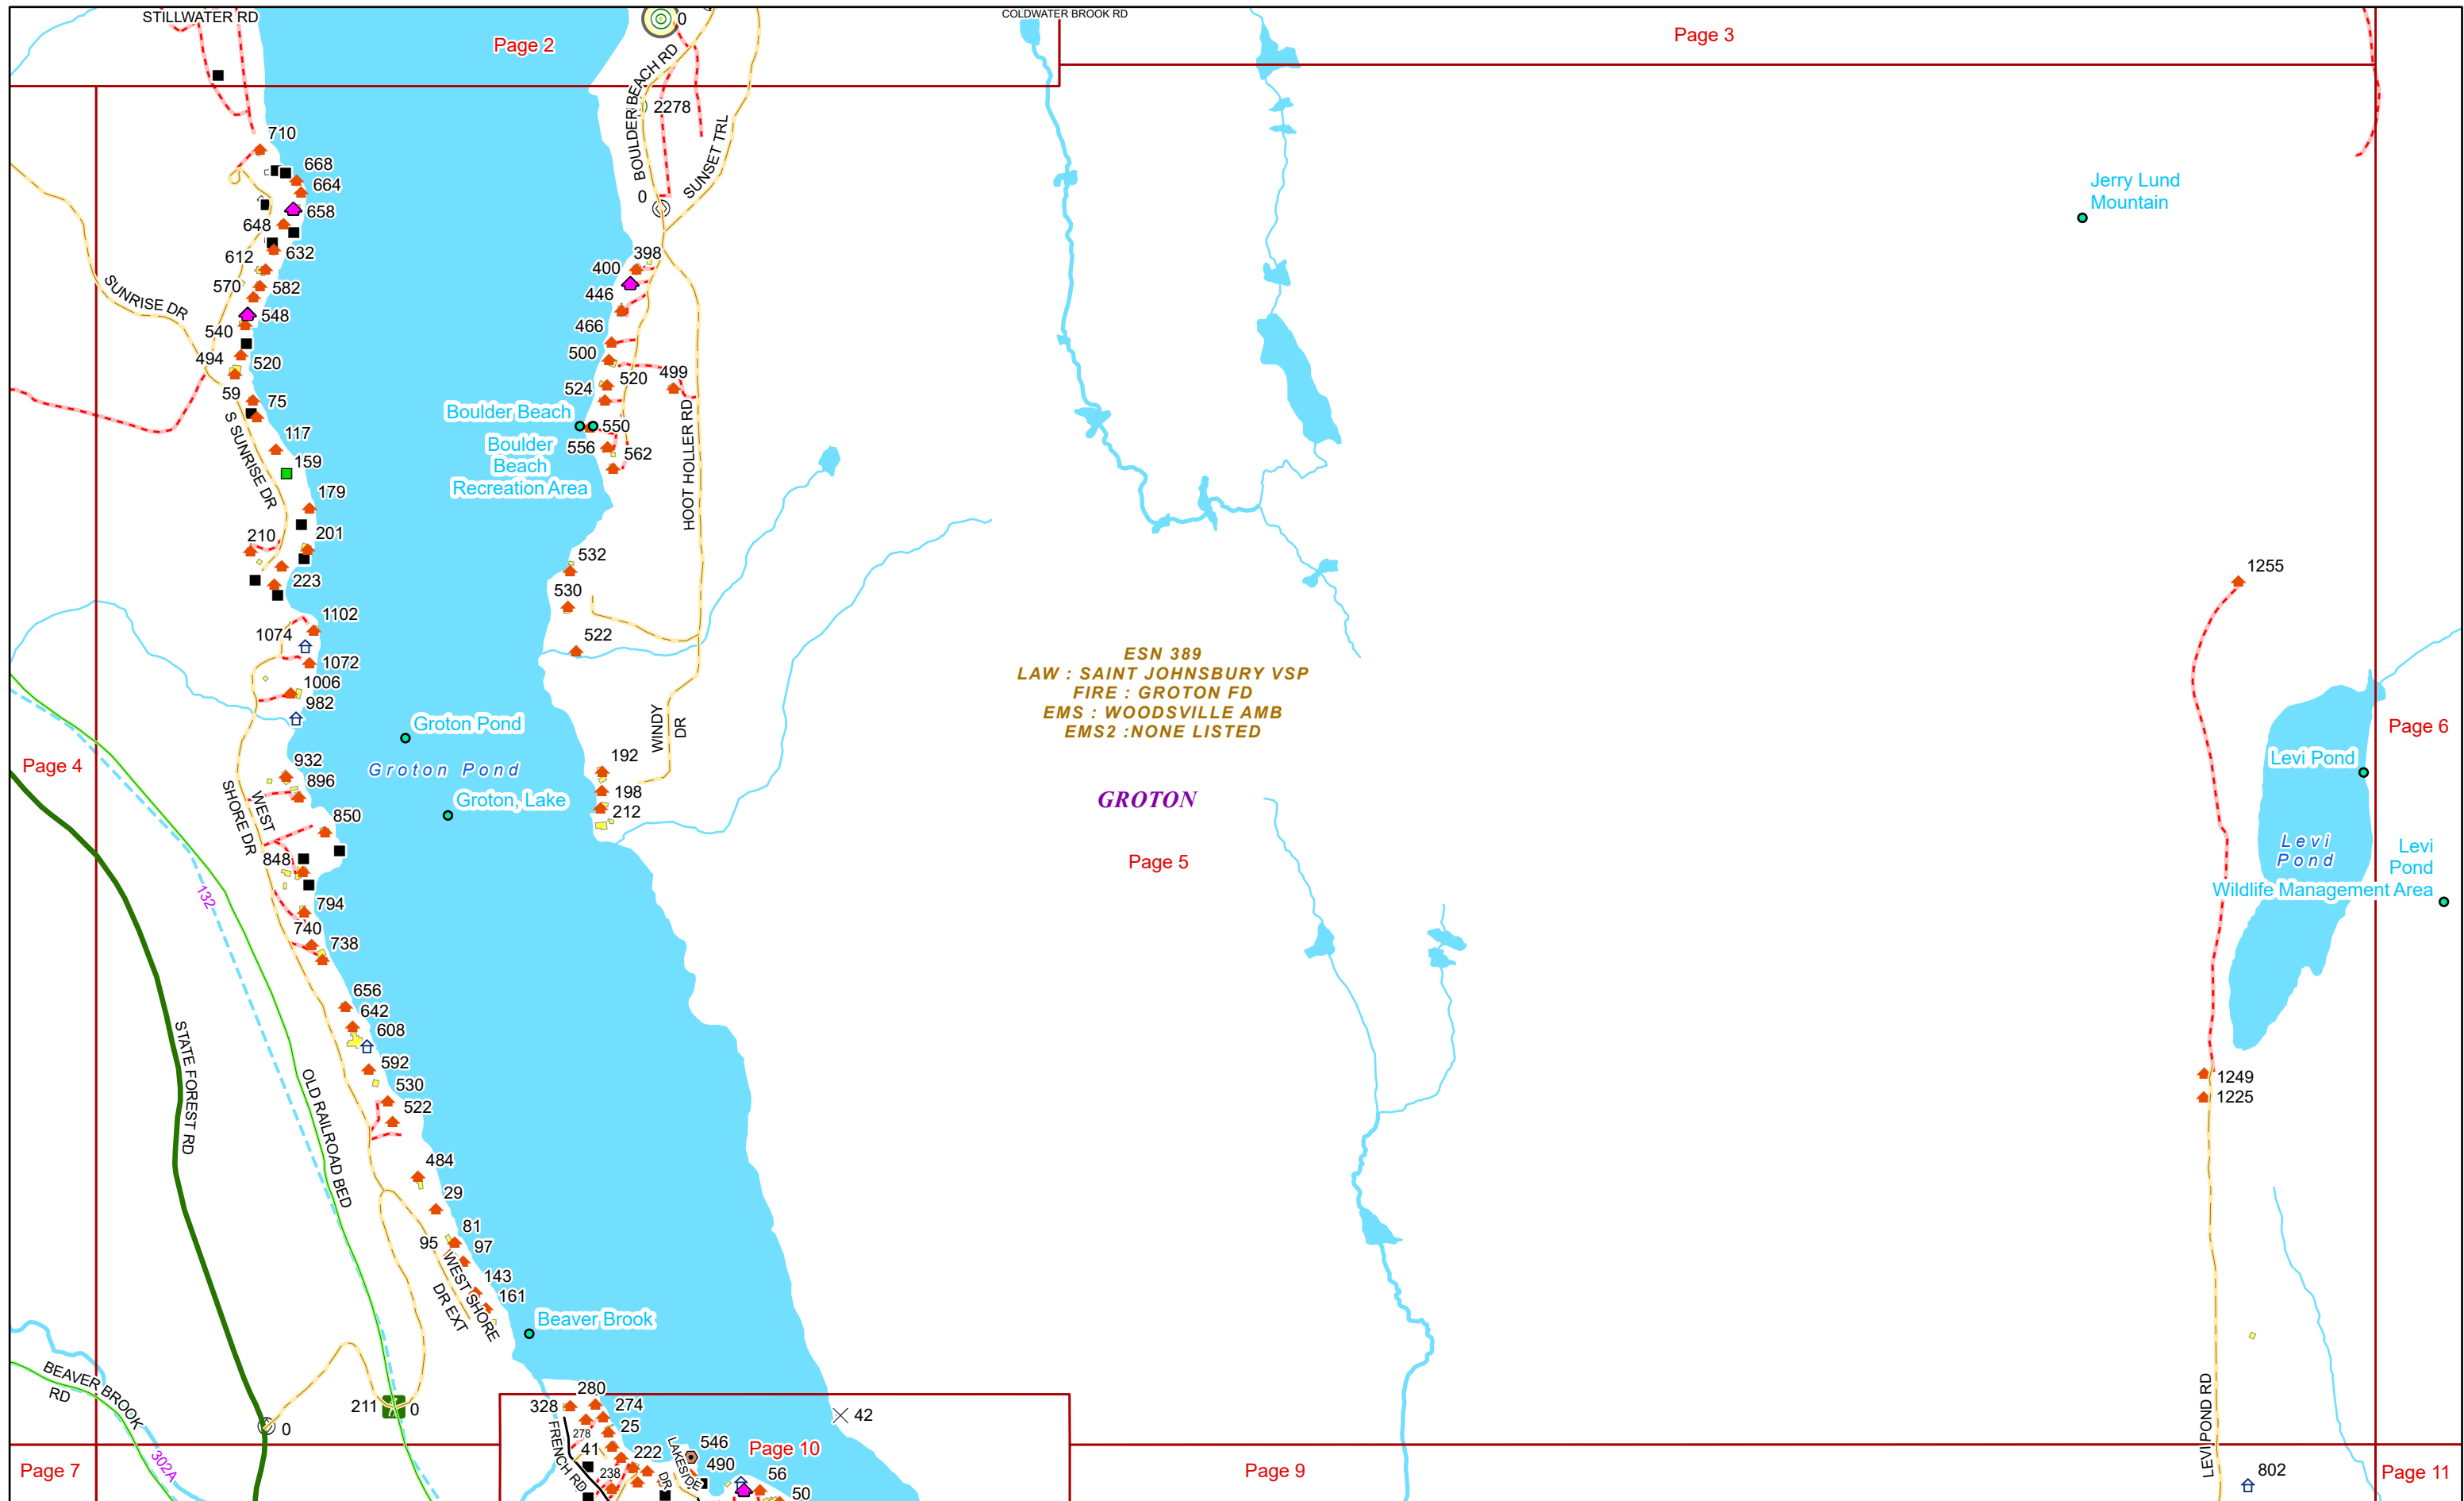 STILLWATER RD
Page 2
0
COLDWATER BROOK RD
Page 3
BOULDER BEACH RD
2278
SUNSET TRL
0
710
668
664
658
648
632
612
582
570
548
540
494
520
59
75
117
159
179
201
210
223
SUNRISE DR
S SUNRISE DR
398
400
446
466
500
520
499
524
Boulder Beach
550
Boulder
Beach
Recreation Area
556
562
HOOT HOLLER RD
532
530
522
Jerry Lund
Mountain
1255
1102
1074
1072
1006
982
932
896
850
848
794
740
738
656
642
608
592
530
522
484
29
81
95
97
143
161
Groton Pond
Groton Pond
Groton, Lake
WINDY
DR
192
198
212
ESN 389
LAW : SAINT JOHNSBURY VSP
FIRE : GROTON FD
EMS : WOODSVILLE AMB
EMS2 :NONE LISTED
GROTON
Page 5
Page 4
Page 6
Levi Pond
Levi
Pond
Levi
Pond
Wildlife Management Area
WEST
SHORE DR
132
STATE FOREST RD
OLD RAILROAD BED
1249
1225
WEST SHORE
DR EXT
Beaver Brook
BEAVER BROOK
RD
302A
211
0
0
Page 7
280
328
274
278
25
41
222
238
FRENCH RD
LAKESIDE
DR
546
490
Page 10
56
50
42
Page 9
LEVI POND RD
802
Page 11